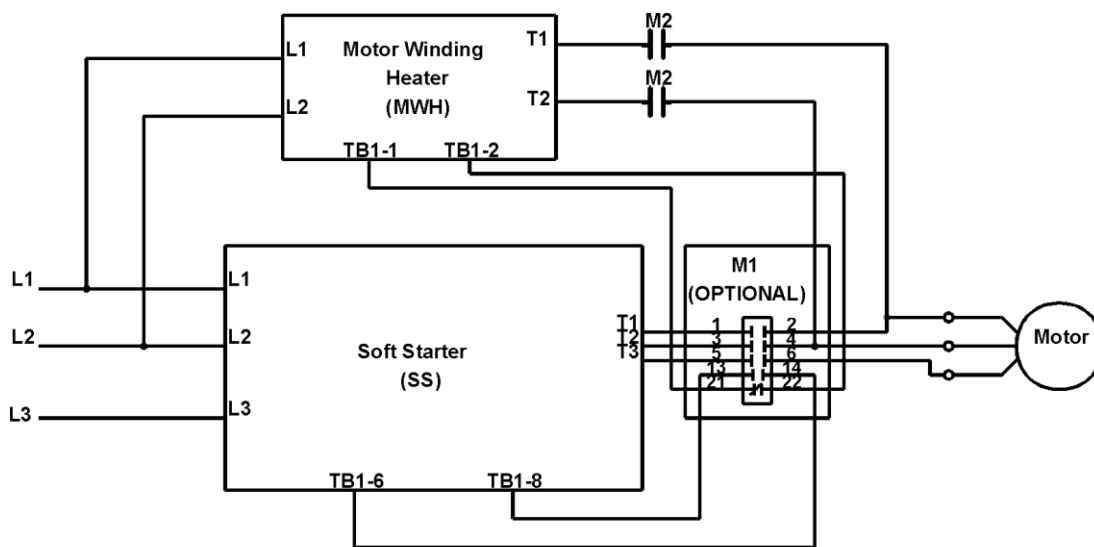 M2
L1
Motor Winding
Heater
(MWH)
T1
L2
T2
M2
TB1-1
TB1-2
L1
L1
L2
L2
L3
L3
Soft Starter
(SS)
T1
T2
T3
TB1-6
TB1-8
M1
(OPTIONAL)
1 2
3 4
5 6
13 14
21 22
Motor